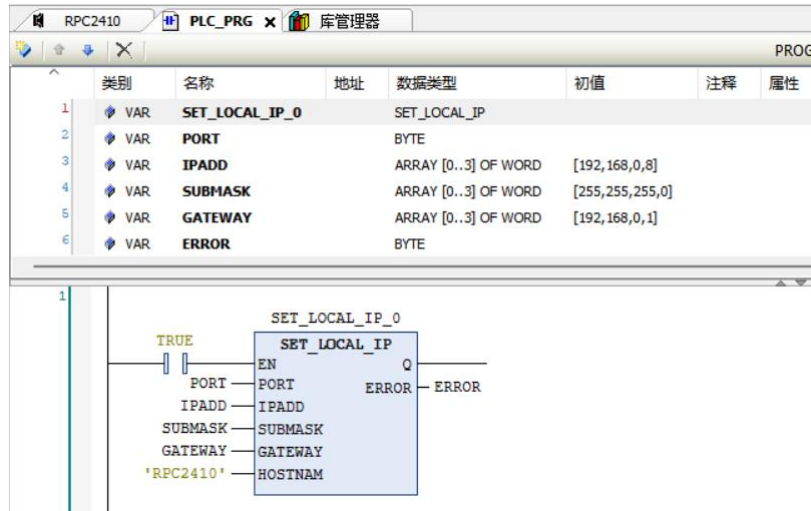 RPC2410 PLC_PRG 库管理器
PROG
类别 名称 地址 数据类型 初值 注释 属性
1 VAR SET_LOCAL_IP_0 SET_LOCAL_IP
2 VAR PORT BYTE
3 VAR IPADD ARRAY [0..3] OF WORD [192,168,0,8]
4 VAR SUBMASK ARRAY [0..3] OF WORD [255,255,255,0]
5 VAR GATEWAY ARRAY [0..3] OF WORD [192,168,0,1]
6 VAR ERROR BYTE
1
SET_LOCAL_IP_0
TRUE SET_LOCAL_IP
EN Q
PORT PORT ERROR ERROR
IPADD IPADD
SUBMASK SUBMASK
GATEWAY GATEWAY
'RPC2410' HOSTNAM